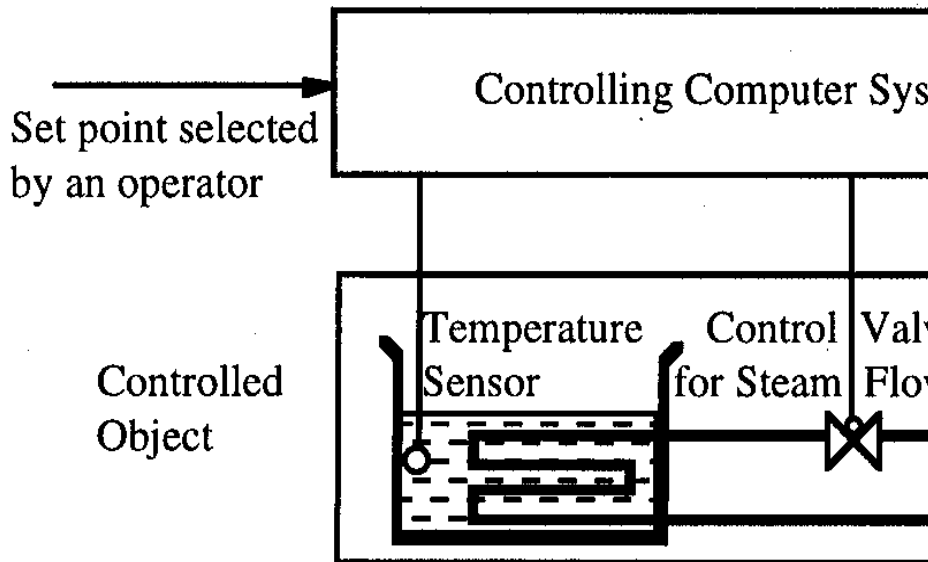 Controlling Computer Sys
Set point selected
by an operator
Temperature
Sensor
Control Valv
for Steam Flow
Controlled
Object